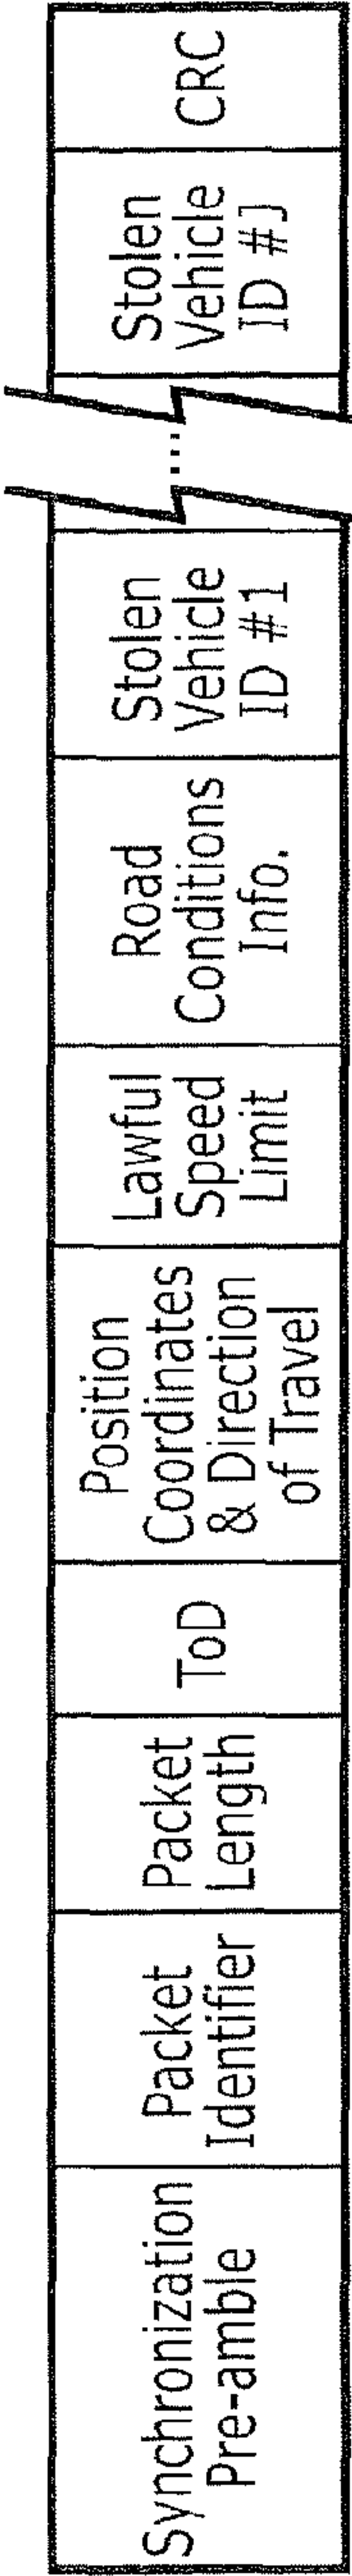 Synchronization
Pre-amble
Packet
Identifier
Packet
Length
ToD
Position
Coordinates
& Direction
of Travel
Lawful
Speed
Limit
Road
Conditions
Info.
Stolen
Vehicle
ID #1
...
Stolen
Vehicle
ID #J
CRC